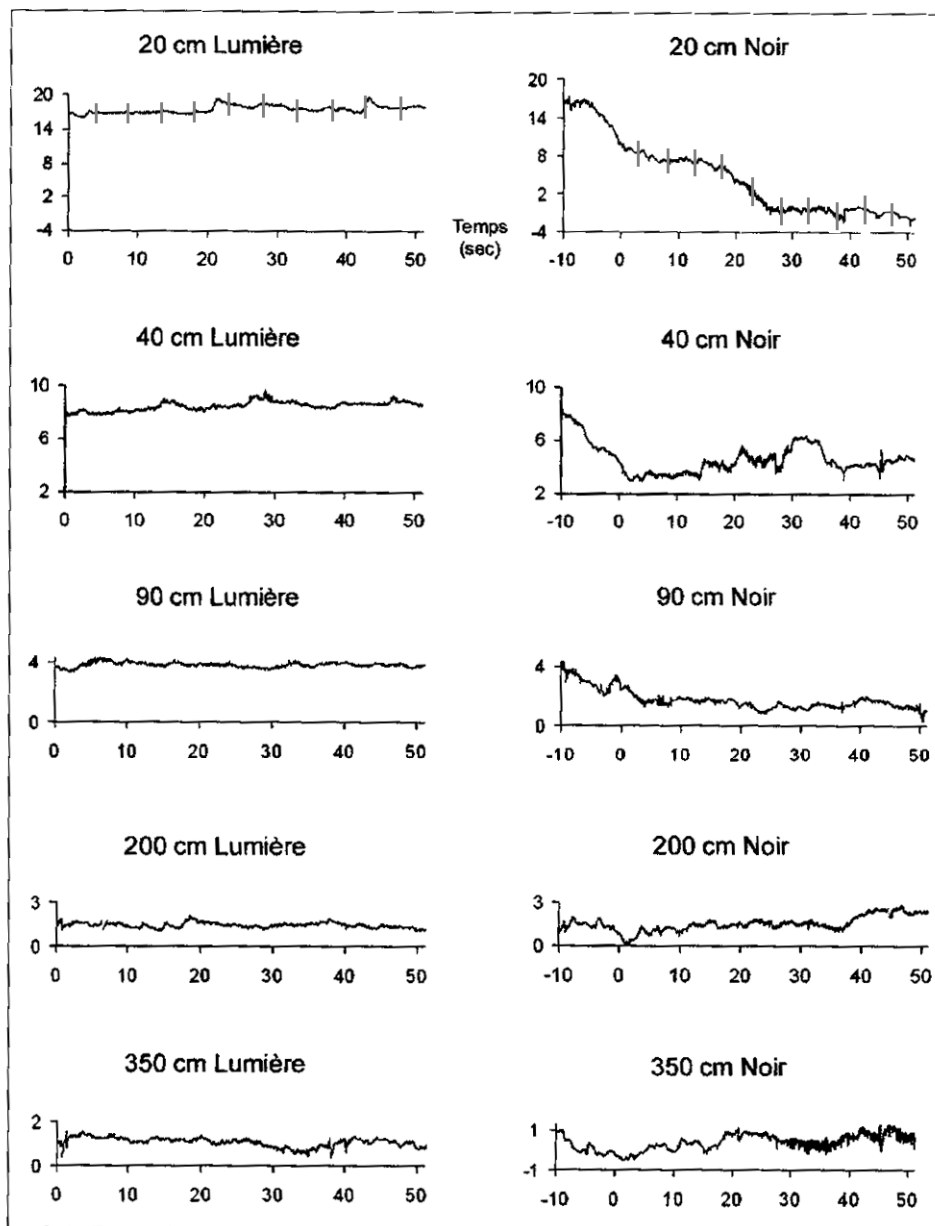 20 cm Lumière
20
14
8
2
-4
0 10 20 30 40 50
20 cm Noir
20
14
8
2
-4
Temps
(sec)
-10 0 10 20 30 40 50
40 cm Lumière
10
6
2
0 10 20 30 40 50
40 cm Noir
10
6
2
-10 0 10 20 30 40 50
90 cm Lumière
4
0
0 10 20 30 40 50
90 cm Noir
4
0
-10 0 10 20 30 40 50
200 cm Lumière
3
0
0 10 20 30 40 50
200 cm Noir
3
0
-10 0 10 20 30 40 50
350 cm Lumière
2
0
0 10 20 30 40 50
350 cm Noir
1
-1
-10 0 10 20 30 40 50